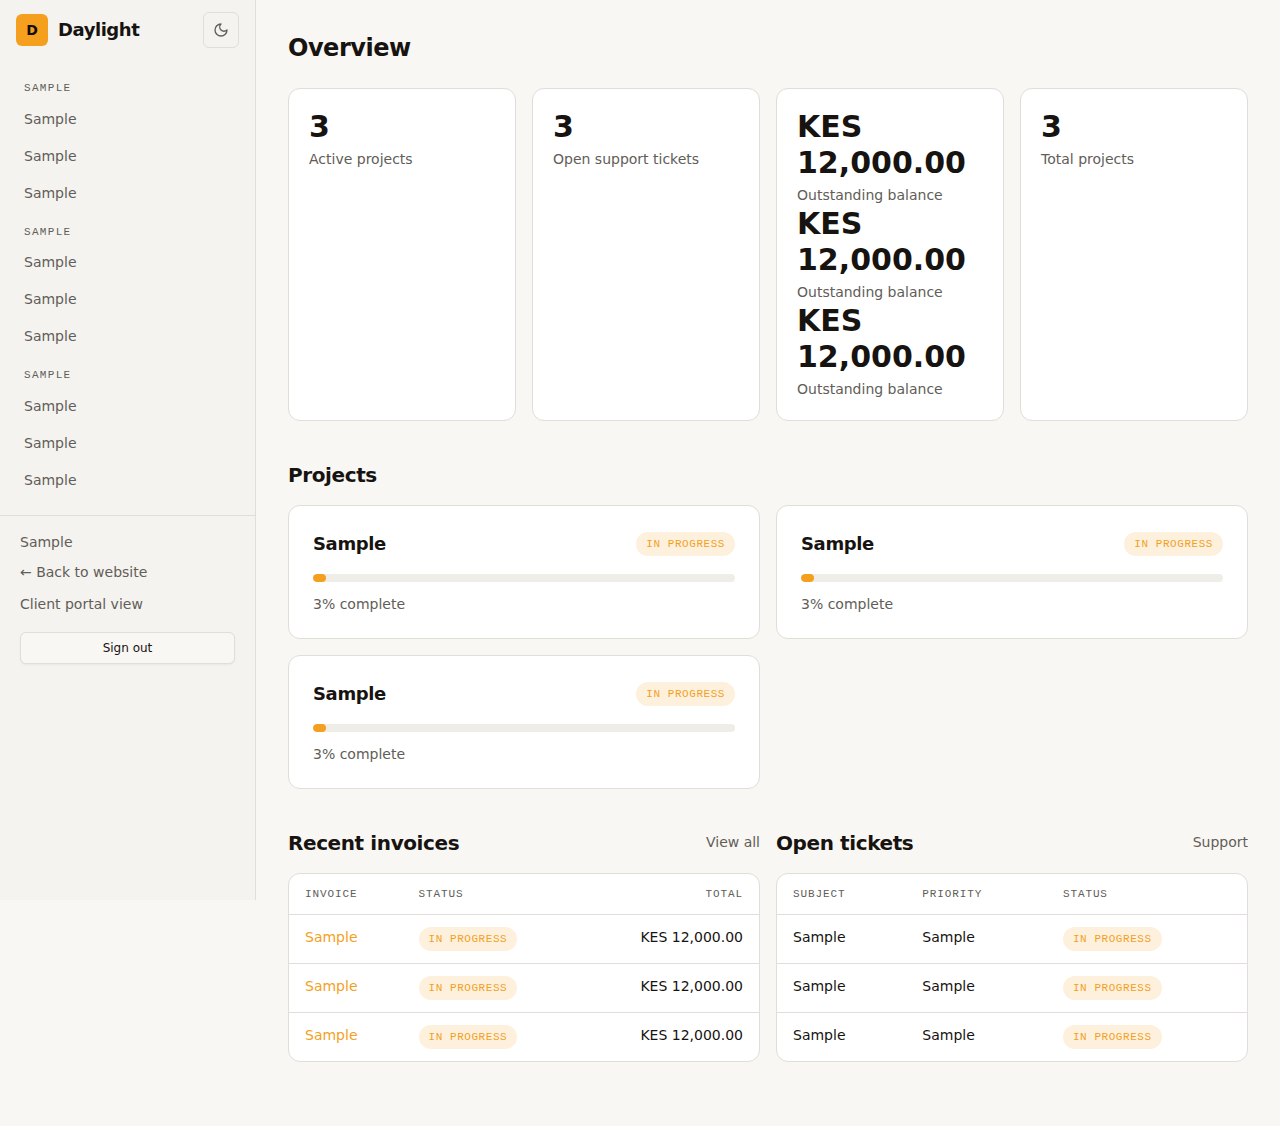 D Daylight
SAMPLE
Sample
Sample
Sample
SAMPLE
Sample
Sample
Sample
SAMPLE
Sample
Sample
Sample
Sample
← Back to website
Client portal view
Sign out
Overview
3
Active projects
3
Open support tickets
KES
12,000.00
Outstanding balance
KES
12,000.00
Outstanding balance
KES
12,000.00
Outstanding balance
3
Total projects
Projects
Sample IN PROGRESS
3% complete
Sample IN PROGRESS
3% complete
Sample IN PROGRESS
3% complete
Recent invoices View all
INVOICE STATUS TOTAL
Sample IN PROGRESS KES 12,000.00
Sample IN PROGRESS KES 12,000.00
Sample IN PROGRESS KES 12,000.00
Open tickets Support
SUBJECT PRIORITY STATUS
Sample Sample IN PROGRESS
Sample Sample IN PROGRESS
Sample Sample IN PROGRESS